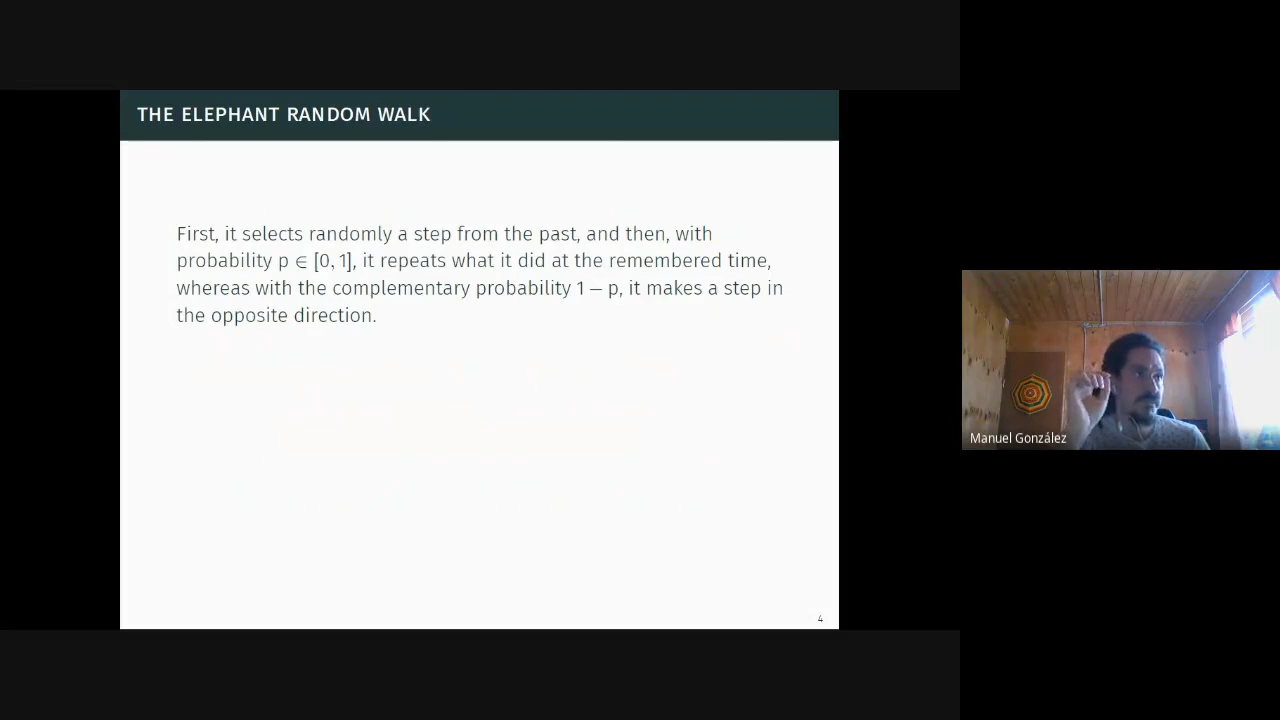 THE ELEPHANT RANDOM WALK
First, it selects randomly a step from the past, and then, with
probability p ∈ [0, 1], it repeats what it did at the remembered time,
whereas with the complementary probability 1 − p, it makes a step in
the opposite direction.
4
Manuel González